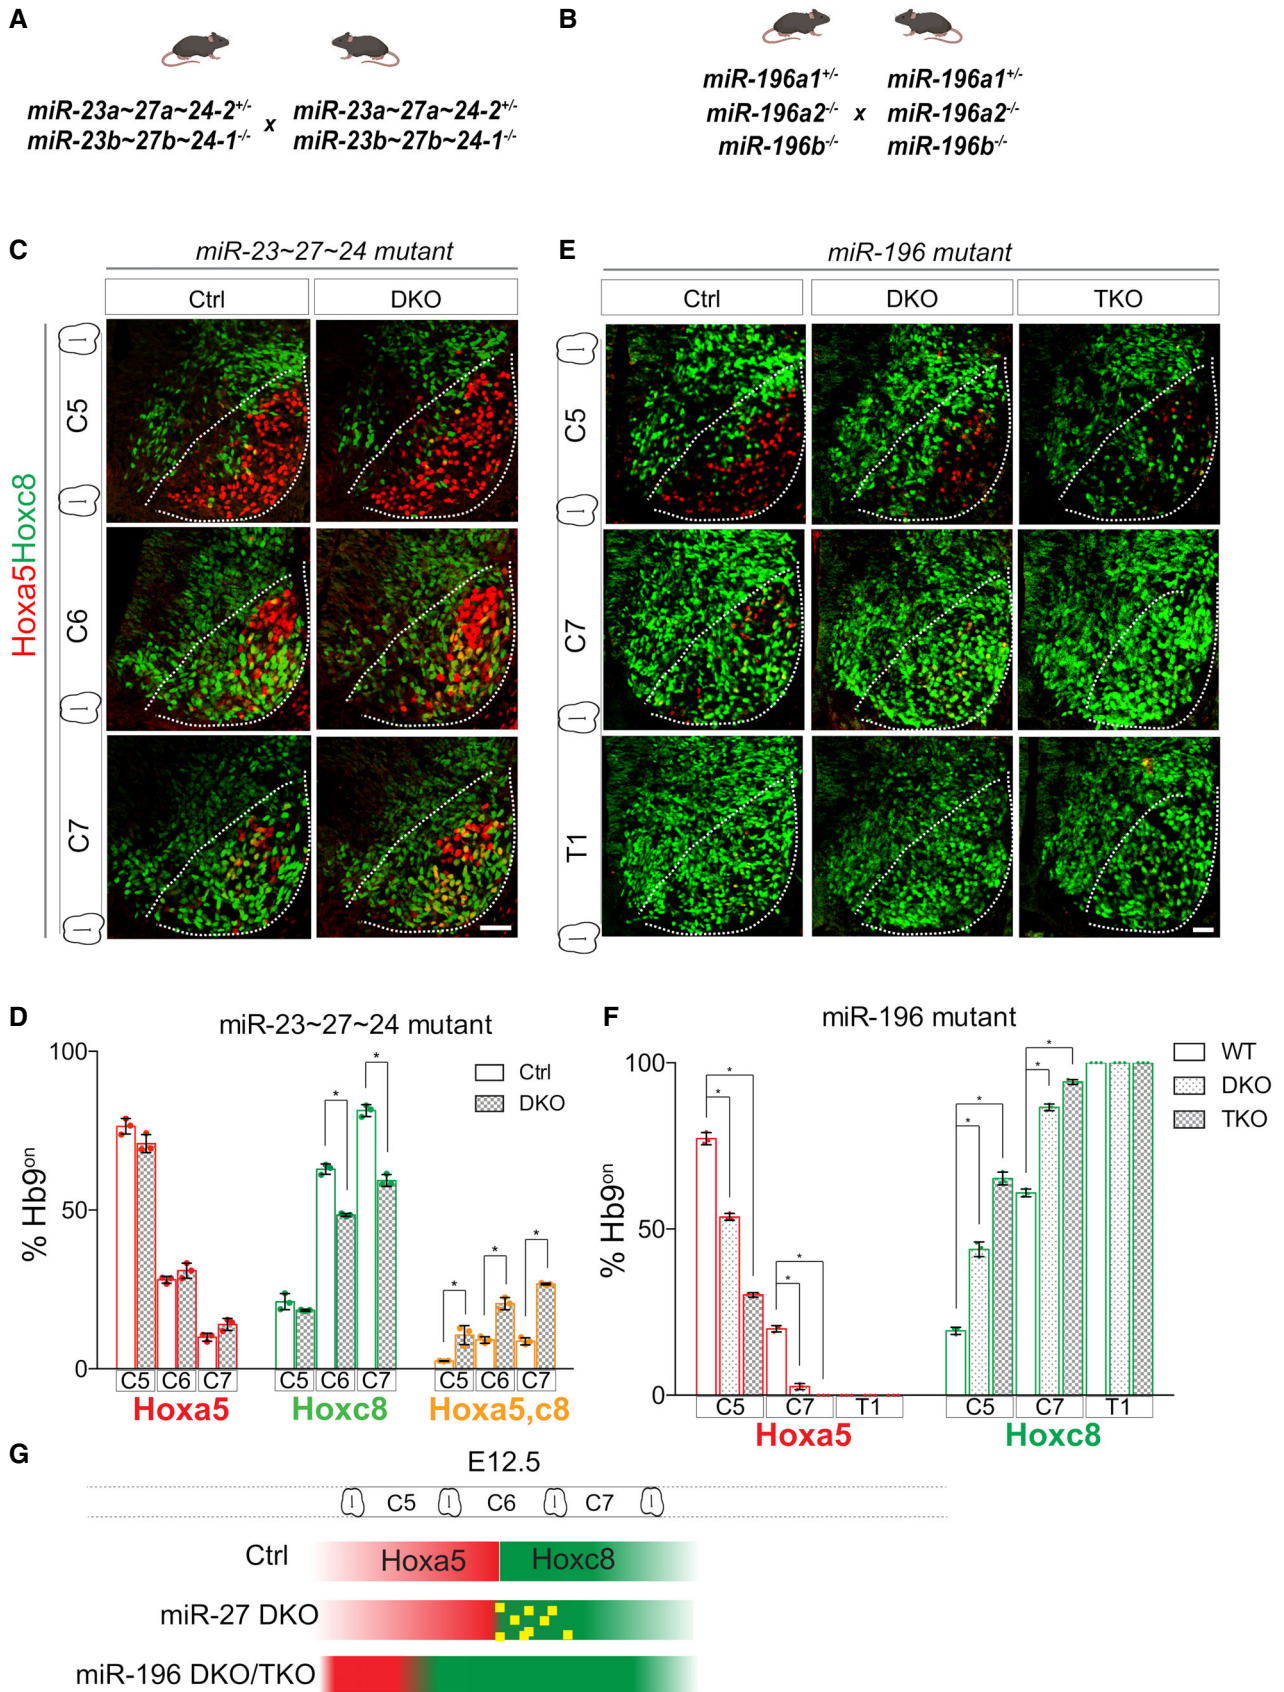 A
miR-23a~27a~24-2+/-
miR-23b~27b~24-1-/-
x
miR-23a~27a~24-2+/-
miR-23b~27b~24-1-/-
B
miR-196a1+/-
miR-196a2-/-
miR-196b-/-
x
miR-196a1+/-
miR-196a2-/-
miR-196b-/-
C
miR-23~27~24 mutant
Ctrl
DKO
Hoxa5Hoxc8
C5
C6
C7
E
miR-196 mutant
Ctrl
DKO
TKO
C5
C7
T1
D
miR-23~27~24 mutant
% Hb9on
100
50
0
Ctrl
DKO
* * * * *
C5 C6 C7
C5 C6 C7
C5 C6 C7
Hoxa5
Hoxc8
Hoxa5,c8
F
miR-196 mutant
% Hb9on
100
50
0
WT
DKO
TKO
* * * * * * * *
C5 C7 T1
C5 C7 T1
Hoxa5
Hoxc8
G
E12.5
C5 C6 C7
Ctrl
Hoxa5
Hoxc8
miR-27 DKO
miR-196 DKO/TKO